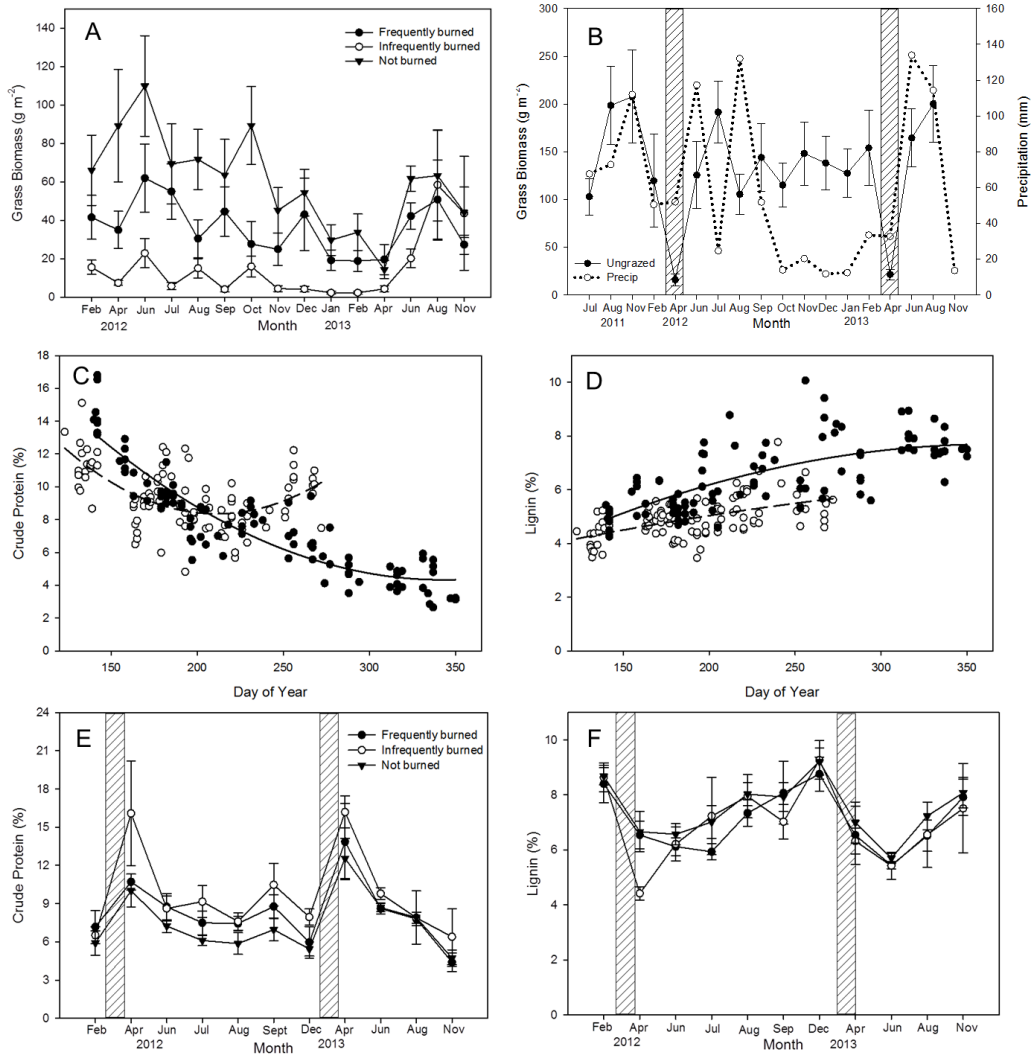 A
Frequently burned
Infrequently burned
Not burned
Grass Biomass (g m⁻²)
140
120
100
80
60
40
20
0
Feb Apr Jun Jul Aug Sep Oct Nov Dec Jan Feb Apr Jun Aug Nov
2012 Month 2013
B
Grass Biomass (g m⁻²)
300
250
200
150
100
50
0
Precipitation (mm)
160
140
120
100
80
60
40
20
0
Ungrazed
Precip
Jul Aug Nov Feb Apr Jun Jul Aug Sep Oct Nov Dec Jan Feb Apr Jun Aug Nov
2011 2012 Month 2013
C
Crude Protein (%)
18
16
14
12
10
8
6
4
2
0
150 200 250 300 350
Day of Year
D
Lignin (%)
10
8
6
4
2
0
150 200 250 300 350
Day of Year
E
Frequently burned
Infrequently burned
Not burned
Crude Protein (%)
24
21
18
15
12
9
6
3
0
Feb Apr Jun Jul Aug Sept Dec Apr Jun Aug Nov
2012 Month 2013
F
Lignin (%)
10
8
6
4
2
0
Feb Apr Jun Jul Aug Sep Dec Apr Jun Aug Nov
2012 Month 2013